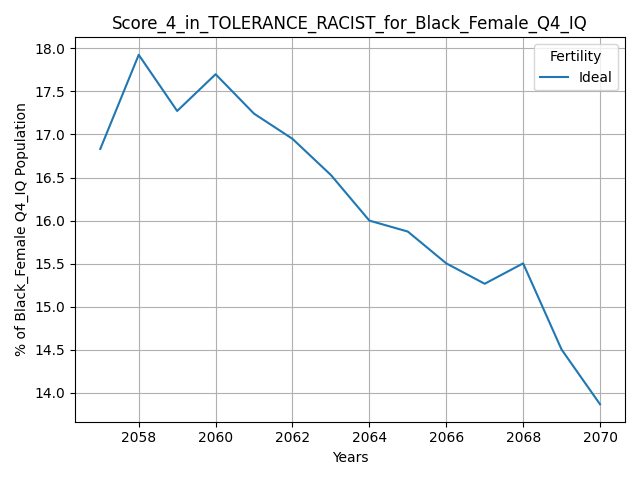 Score_4_in_TOLERANCE_RACIST_for_Black_Female_Q4_IQ
Fertility
Ideal
% of Black_Female Q4_IQ Population
18.0
17.5
17.0
16.5
16.0
15.5
15.0
14.5
14.0
2058 2060 2062 2064 2066 2068 2070
Years